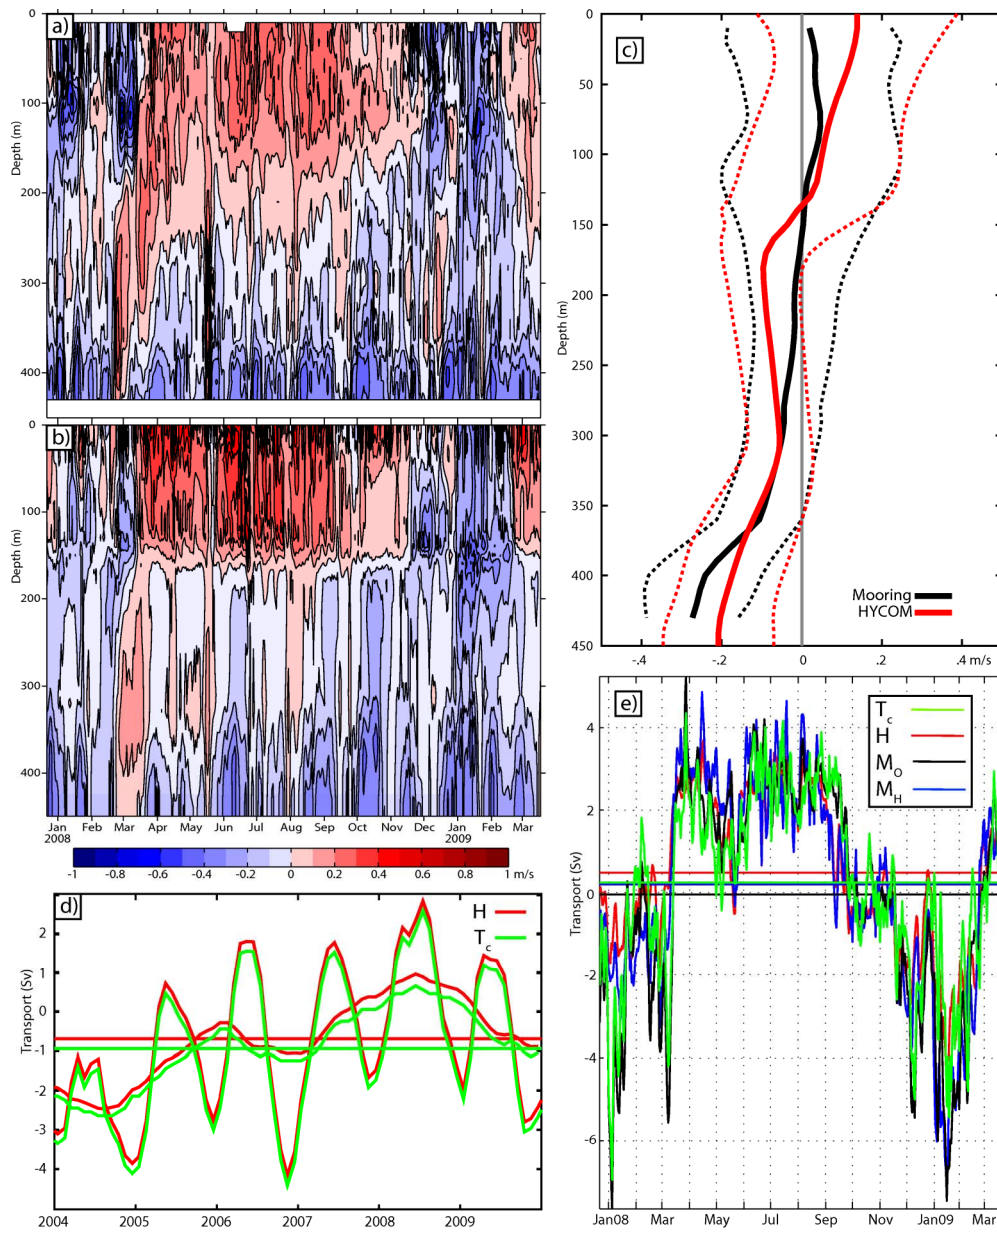 a)
Depth (m)
0
100
200
300
400
b)
Depth (m)
0
100
200
300
400
Jan Feb Mar Apr May Jun Jul Aug Sep Oct Nov Dec Jan Feb Mar
2008 2009
-1 -0.8 -0.6 -0.4 -0.2 0 0.2 0.4 0.6 0.8 1 m/s
c)
Depth (m)
0
50
100
150
200
250
300
350
400
450
Mooring
HYCOM
-.4 -.2 0 .2 .4 m/s
d)
H
Tc
Transport (Sv)
2
1
0
-1
-2
-3
-4
2004 2005 2006 2007 2008 2009
e)
Tc
H
MO
MH
Transport (Sv)
4
2
0
-2
-4
-6
Jan08 Mar May Jul Sep Nov Jan09 Mar